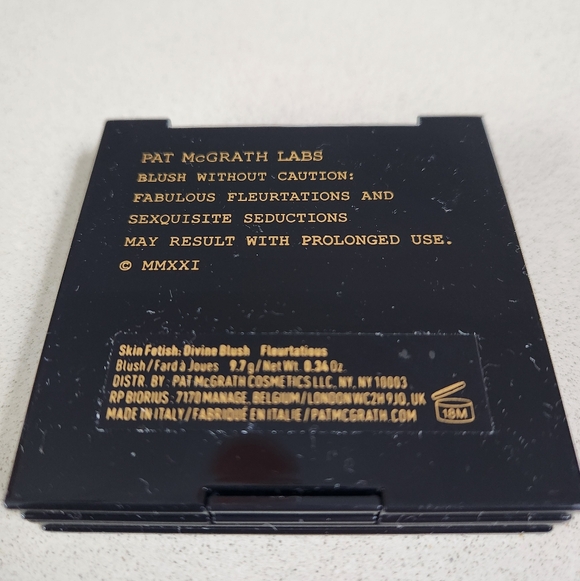 PAT McGRATH LABS
BLUSH WITHOUT CAUTION:
FABULOUS FLEURTATIONS AND
SEXQUISITE SEDUCTIONS
MAY RESULT WITH PROLONGED USE.
© MMXXI
Skin Fetish: Divine Blush Fleurtatious
Blush / Fard à Joues 9.7g / Net Wt. 0.34 Oz.
DISTR. BY: PAT McGRATH COSMETICS LLC. NY, NY 10003
RP BIORIUS: 7170 MANAGE. BELGIUM / LONDON WC2H 9JQ. UK
MADE IN ITALY / FABRIQUÉ EN ITALIE / PATMCGRATH.COM
18M